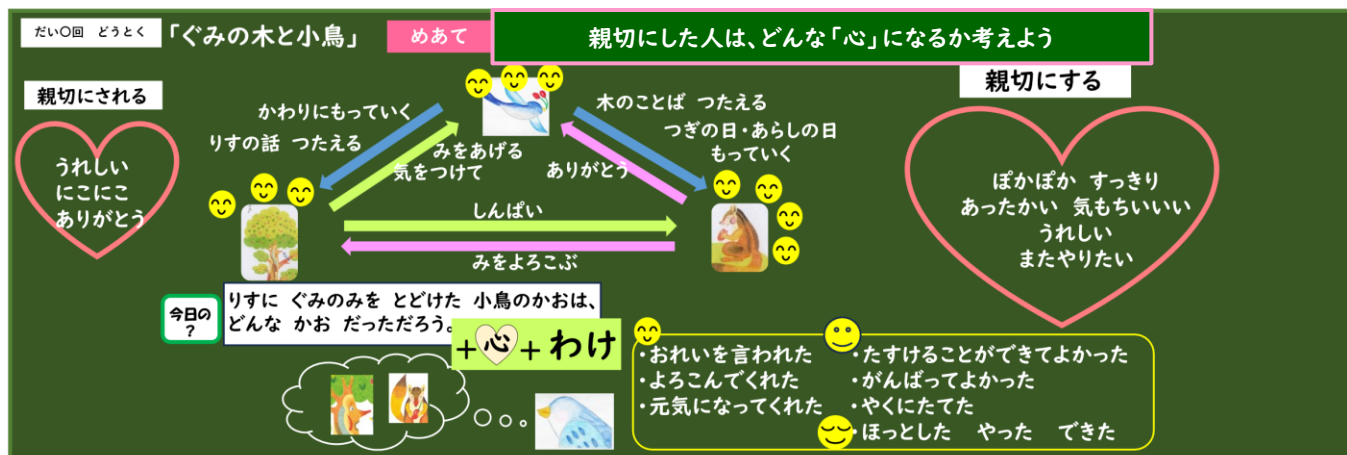 だい〇回 どうとく
「ぐみの木と小鳥」
めあて
親切にした人は、どんな「心」になるか考えよう
親切にされる
うれしい
にこにこ
ありがとう
かわりにもっていく
りすの話 つたえる
みをあげる
気をつけて
木のことば つたえる
つぎの日・あらしの日
もっていく
ありがとう
しんぱい
みをよろこぶ
親切にする
ぽかぽか すっきり
あったかい 気もちいいい
うれしい
またやりたい
今日の
?
りすに ぐみのみを とどけた 小鳥のかおは、
どんな かお だっただろう。
+心+わけ
・おれいを言われた
・よろこんでくれた
・元気になってくれた
・たすけることができてよかった
・がんばってよかった
・やくにたてた
・ほっとした やった できた